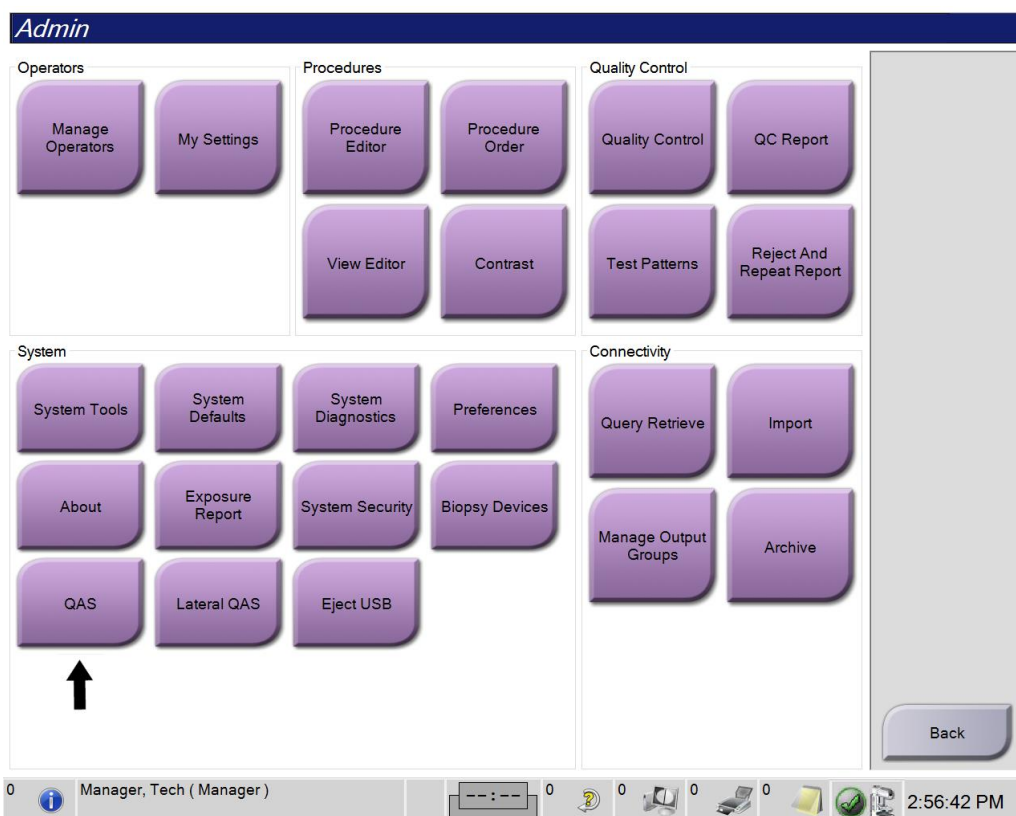 Admin
Operators
Manage
Operators
My Settings
Procedures
Procedure
Editor
Procedure
Order
View Editor
Contrast
Quality Control
Quality Control
QC Report
Test Patterns
Reject And
Repeat Report
System
System Tools
System
Defaults
System
Diagnostics
Preferences
About
Exposure
Report
System Security
Biopsy Devices
QAS
Lateral QAS
Eject USB
Connectivity
Query Retrieve
Import
Manage Output
Groups
Archive
Back
0
Manager, Tech ( Manager )
--:--
0
0
0
0
2:56:42 PM